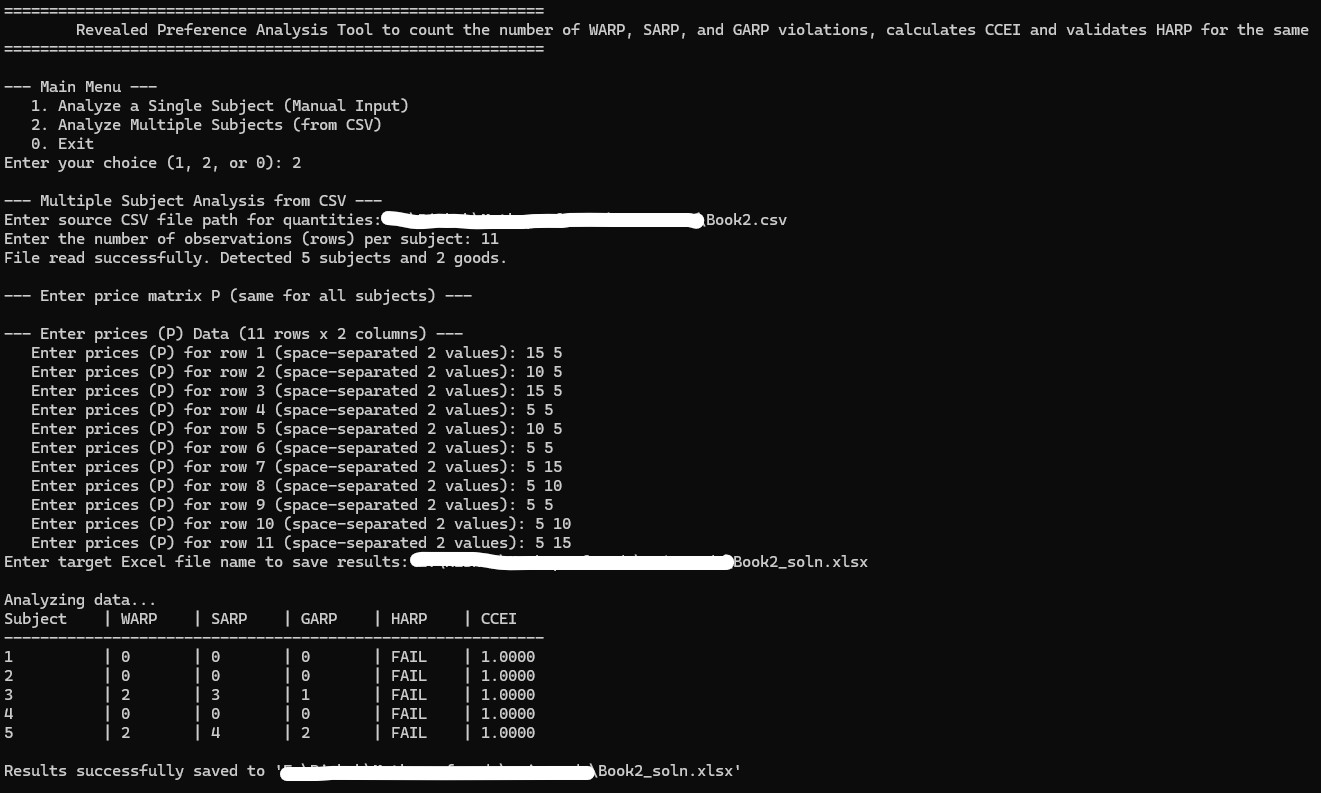 ============================================================
        Revealed Preference Analysis Tool to count the number of WARP, SARP, and GARP violations, calculates CCEI and validates HARP for the same
============================================================
--- Main Menu ---
   1. Analyze a Single Subject (Manual Input)
   2. Analyze Multiple Subjects (from CSV)
   0. Exit
Enter your choice (1, 2, or 0): 2
--- Multiple Subject Analysis from CSV ---
Enter source CSV file path for quantities: \Book2.csv
Enter the number of observations (rows) per subject: 11
File read successfully. Detected 5 subjects and 2 goods.
--- Enter price matrix P (same for all subjects) ---
--- Enter prices (P) Data (11 rows x 2 columns) ---
   Enter prices (P) for row 1 (space-separated 2 values): 15 5
   Enter prices (P) for row 2 (space-separated 2 values): 10 5
   Enter prices (P) for row 3 (space-separated 2 values): 15 5
   Enter prices (P) for row 4 (space-separated 2 values): 5 5
   Enter prices (P) for row 5 (space-separated 2 values): 10 5
   Enter prices (P) for row 6 (space-separated 2 values): 5 5
   Enter prices (P) for row 7 (space-separated 2 values): 5 15
   Enter prices (P) for row 8 (space-separated 2 values): 5 10
   Enter prices (P) for row 9 (space-separated 2 values): 5 5
   Enter prices (P) for row 10 (space-separated 2 values): 5 10
   Enter prices (P) for row 11 (space-separated 2 values): 5 15
Enter target Excel file name to save results: Book2_soln.xlsx
Analyzing data...
Subject    | WARP    | SARP    | GARP    | HARP    | CCEI
------------------------------------------------------------
1          | 0       | 0       | 0       | FAIL    | 1.0000
2          | 0       | 0       | 0       | FAIL    | 1.0000
3          | 2       | 3       | 1       | FAIL    | 1.0000
4          | 0       | 0       | 0       | FAIL    | 1.0000
5          | 2       | 4       | 2       | FAIL    | 1.0000
Results successfully saved to '\Book2_soln.xlsx'